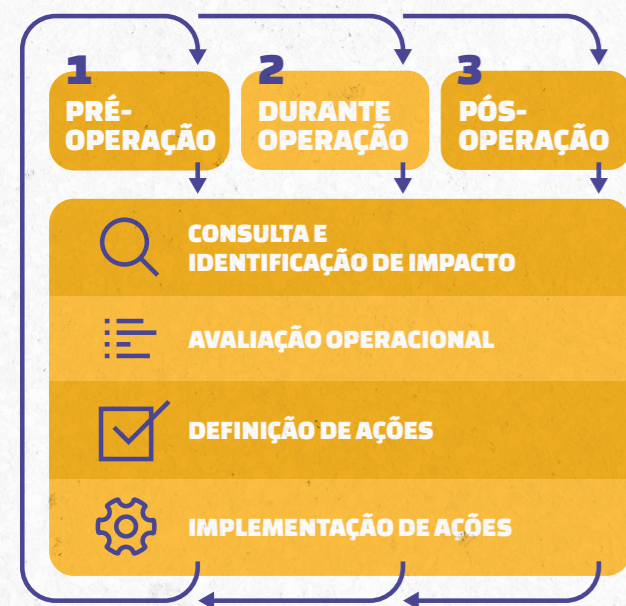 1
PRÉ-
OPERAÇÃO
2
DURANTE
OPERAÇÃO
3
PÓS-
OPERAÇÃO
CONSULTA E
IDENTIFICAÇÃO DE IMPACTO
AVALIAÇÃO OPERACIONAL
DEFINIÇÃO DE AÇÕES
IMPLEMENTAÇÃO DE AÇÕES